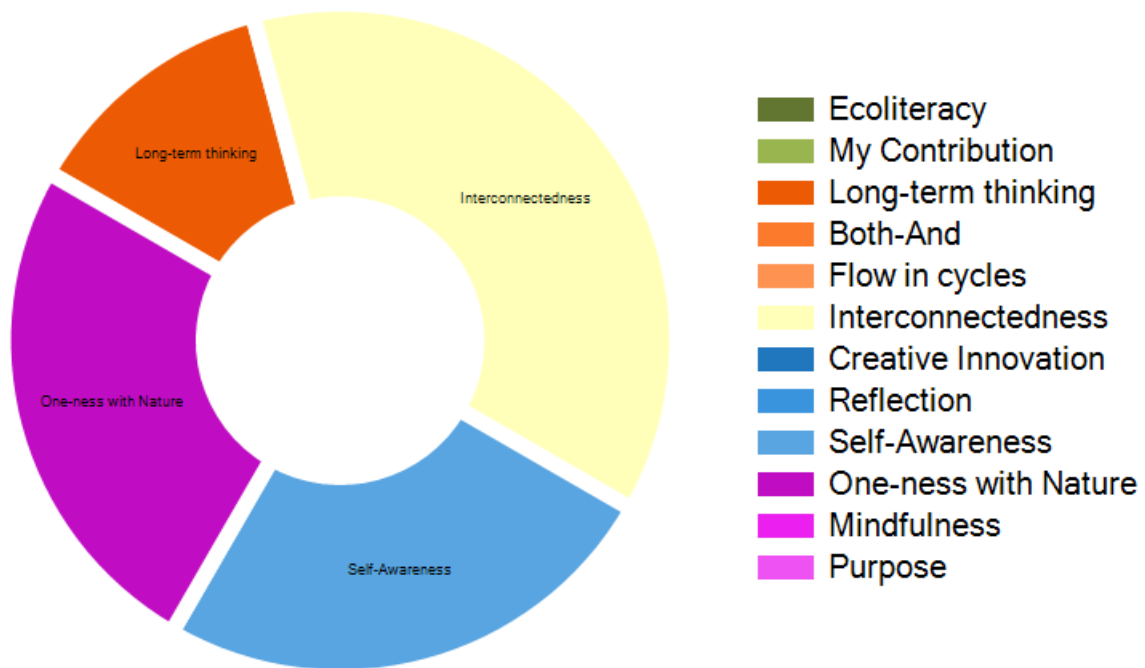 Long-term thinking
Interconnectedness
One-ness with Nature
Self-Awareness
Ecoliteracy
My Contribution
Long-term thinking
Both-And
Flow in cycles
Interconnectedness
Creative Innovation
Reflection
Self-Awareness
One-ness with Nature
Mindfulness
Purpose